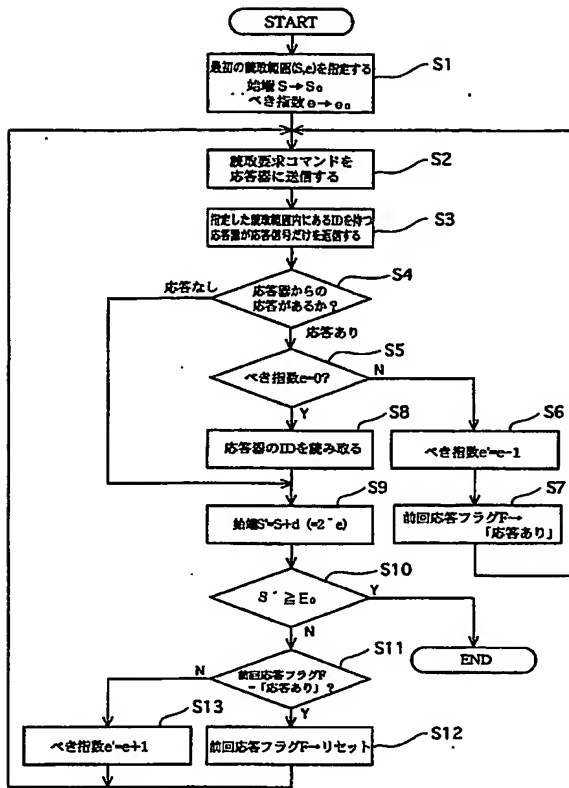 START
最初の読取範囲(S,e)を指定する
始端 S→S₀
べき指数 e→e₀
S1
読取要求コマンドを
応答器に送信する
S2
指定した読取範囲内にあるIDを持つ
応答器が応答信号だけを返信する
S3
応答器からの
応答があるか?
S4
応答なし
応答あり
べき指数e=0?
S5
N
Y
応答器のIDを読み取る
S8
べき指数e'=e-1
S6
前回応答フラグF→
「応答あり」
S7
始端S'=S+d (=2^e)
S9
S'≧E₀
S10
Y
N
END
前回応答フラグF
=「応答あり」?
S11
N
Y
べき指数e'=e+1
S13
前回応答フラグF→リセット
S12